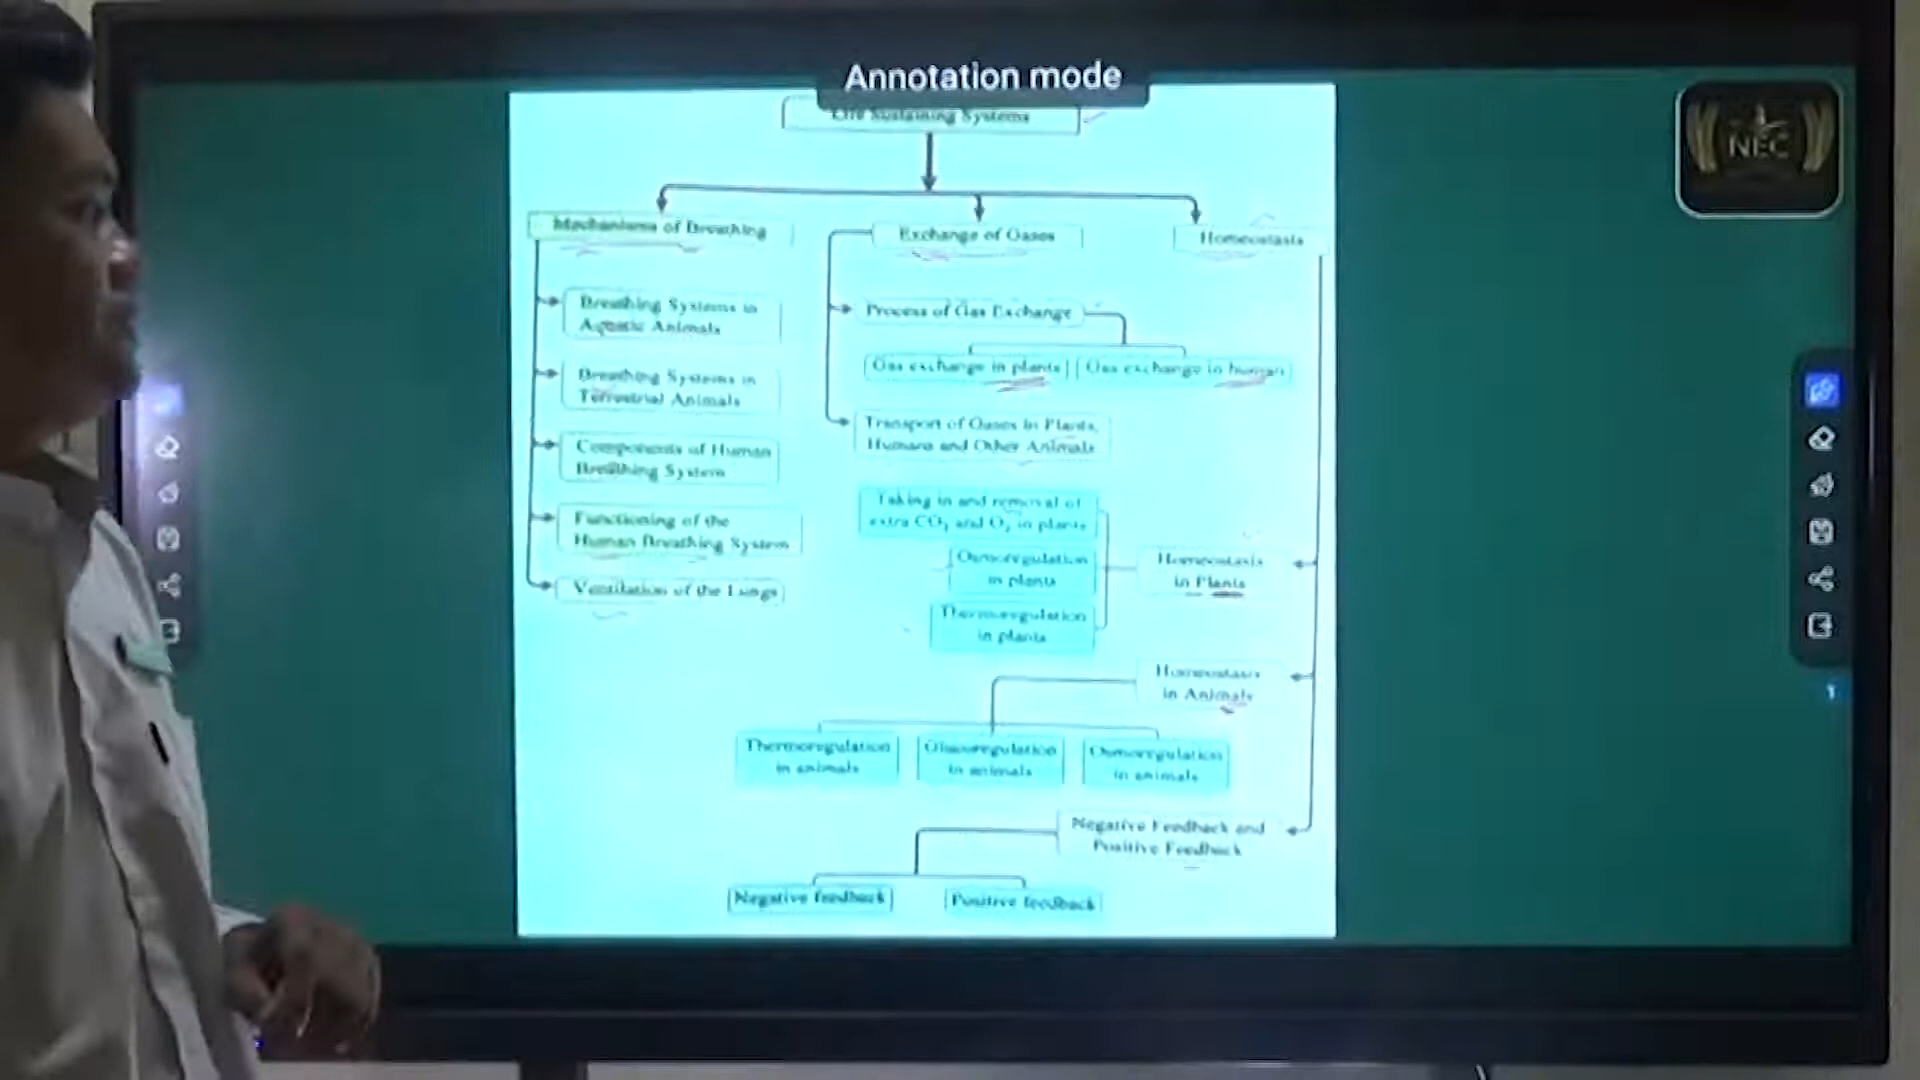 Annotation mode
Life Sustaining Systems
NEC
Mechanisms of Breathing
Exchange of Gases
Homeostasis
Breathing Systems in
Aquatic Animals
Breathing Systems in
Terrestrial Animals
Components of Human
Breathing System
Functioning of the
Human Breathing System
Ventilation of the Lungs
Process of Gas Exchange
Gas exchange in plants
Gas exchange in human
Transport of Gases in Plants,
Humans and Other Animals
Taking in and removal of
extra CO₂ and O₂ in plants
Osmoregulation
in plants
Thermoregulation
in plants
Homeostasis
in Plants
Homeostasis
in Animals
Thermoregulation
in animals
Glucoregulation
in animals
Osmoregulation
in animals
Negative Feedback and
Positive Feedback
Negative feedback
Positive feedback
1